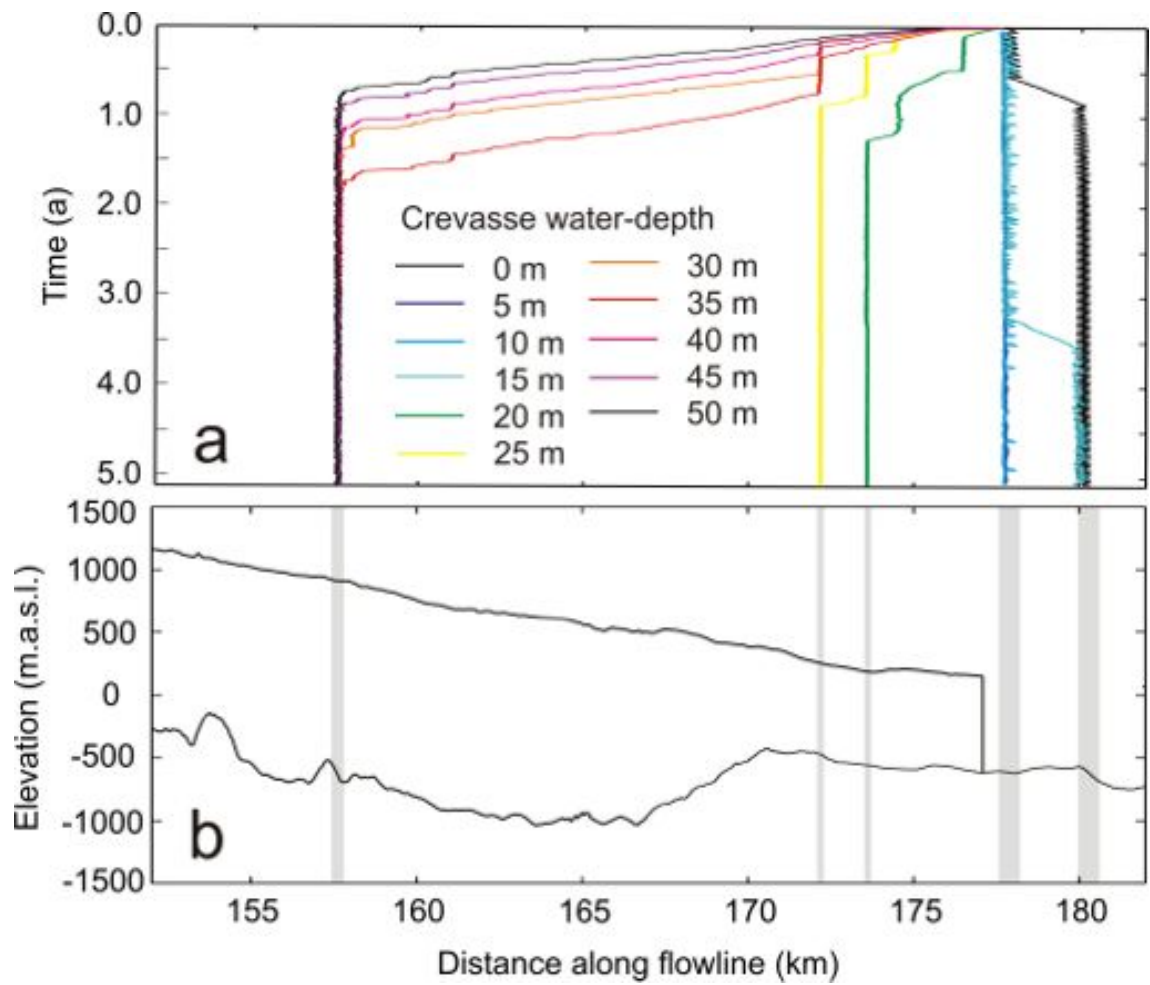 0.0
1.0
2.0
3.0
4.0
5.0
Time (a)
Crevasse water-depth
0 m
5 m
10 m
15 m
20 m
25 m
30 m
35 m
40 m
45 m
50 m
a
1500
1000
500
0
-500
-1000
-1500
Elevation (m.a.s.l.)
b
155
160
165
170
175
180
Distance along flowline (km)